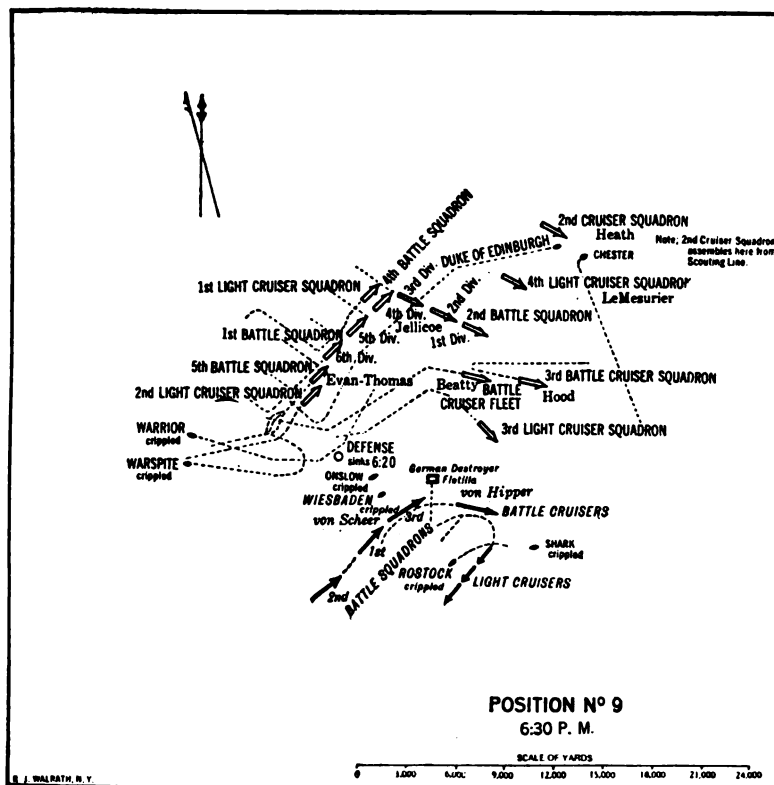 4th BATTLE SQUADRON
2nd CRUISER SQUADRON
Heath
3rd Div.
DUKE OF EDINBURGH
CHESTER
Note; 2nd Cruiser Squadron
assembles here from
Scouting Line.
1st LIGHT CRUISER SQUADRON
2nd Div.
4th LIGHT CRUISER SQUADRON
LeMesurier
4th Div.
Jellicoe
2nd BATTLE SQUADRON
1st BATTLE SQUADRON
5th Div.
1st Div.
6th Div.
5th BATTLE SQUADRON
Evan-Thomas
2nd LIGHT CRUISER SQUADRON
Beatty
BATTLE
CRUISER FLEET
3rd BATTLE CRUISER SQUADRON
Hood
WARRIOR
crippled
3rd LIGHT CRUISER SQUADRON
WARSPITE
crippled
DEFENSE
sinks 6:20
ONSLOW
crippled
German Destroyer
Flotilla
WIESBADEN
crippled
von Hipper
von Scheer
3rd
BATTLE CRUISERS
1st
BATTLE SQUADRONS
SHARK
crippled
ROSTOCK
crippled
LIGHT CRUISERS
2nd
POSITION Nº 9
6:30 P. M.
SCALE OF YARDS
0 3,000 6,000 9,000 12,000 15,000 18,000 21,000 24,000
J. WALRATH, N. Y.